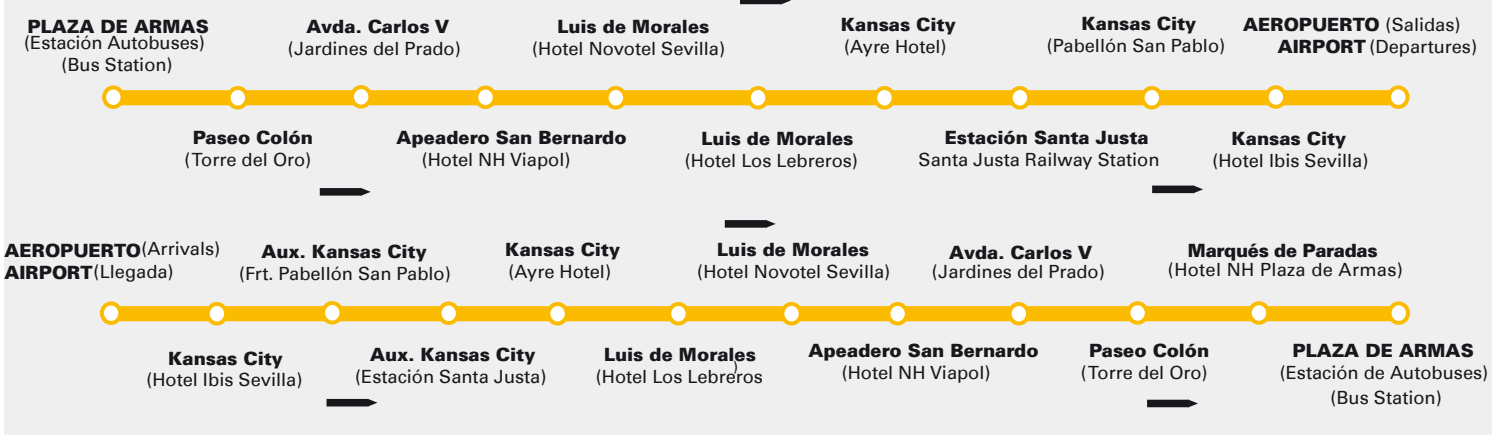 PLAZA DE ARMAS
(Estación Autobuses)
(Bus Station)
Avda. Carlos V
(Jardines del Prado)
Luis de Morales
(Hotel Novotel Sevilla)
Kansas City
(Ayre Hotel)
Kansas City
(Pabellón San Pablo)
AEROPUERTO (Salidas)
AIRPORT (Departures)
Paseo Colón
(Torre del Oro)
Apeadero San Bernardo
(Hotel NH Viapol)
Luis de Morales
(Hotel Los Lebreros)
Estación Santa Justa
Santa Justa Railway Station
Kansas City
(Hotel Ibis Sevilla)
AEROPUERTO(Arrivals)
AIRPORT(Llegada)
Aux. Kansas City
(Frt. Pabellón San Pablo)
Kansas City
(Ayre Hotel)
Luis de Morales
(Hotel Novotel Sevilla)
Avda. Carlos V
(Jardines del Prado)
Marqués de Paradas
(Hotel NH Plaza de Armas)
Kansas City
(Hotel Ibis Sevilla)
Aux. Kansas City
(Estación Santa Justa)
Luis de Morales
(Hotel Los Lebreros)
Apeadero San Bernardo
(Hotel NH Viapol)
Paseo Colón
(Torre del Oro)
PLAZA DE ARMAS
(Estación de Autobuses)
(Bus Station)